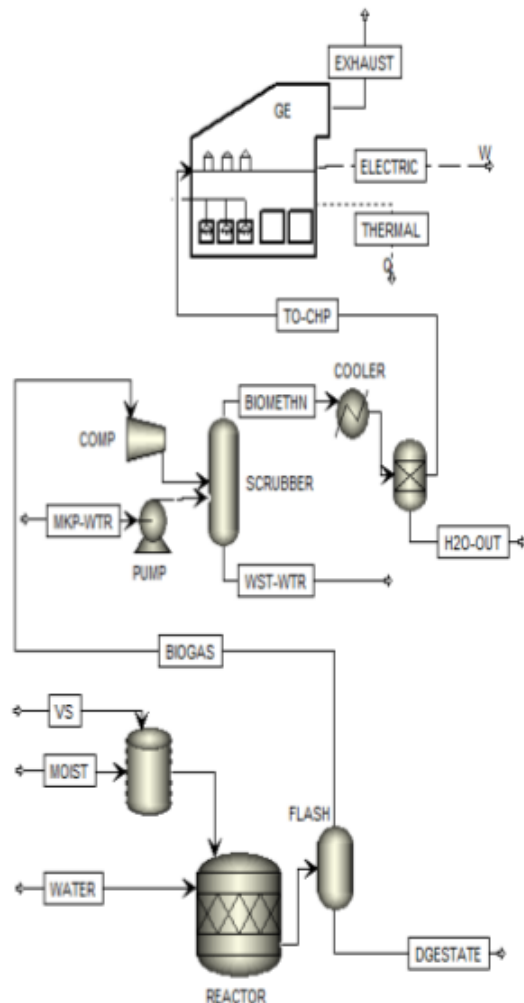 EXHAUST
GE
ELECTRIC
W
THERMAL
Q
TO-CHP
COOLER
BIOMETHN
COMP
SCRUBBER
MKP-WTR
PUMP
H2O-OUT
WST-WTR
BIOGAS
VS
MOIST
FLASH
WATER
DGESTATE
REACTOR